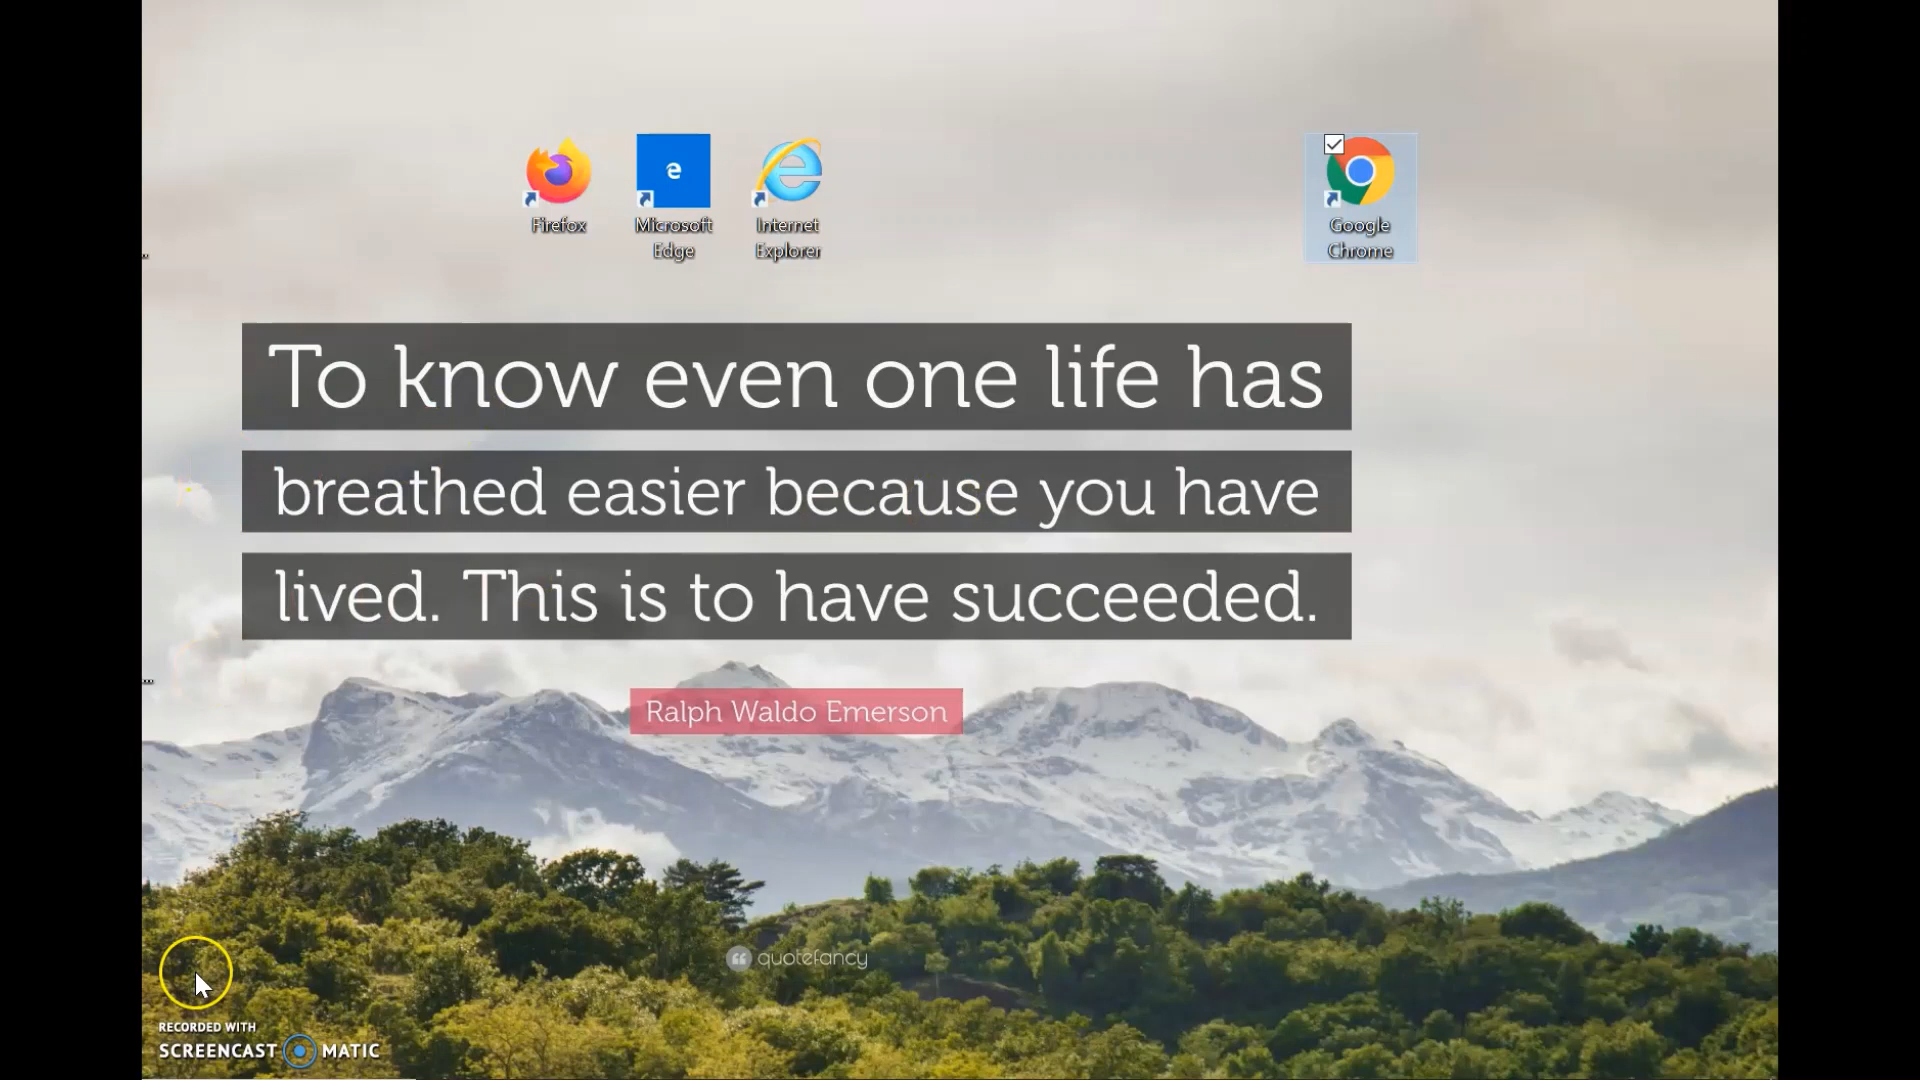 Firefox
Microsoft
Edge
Internet
Explorer
Google
Chrome
To know even one life has
breathed easier because you have
lived. This is to have succeeded.
Ralph Waldo Emerson
quotefancy
RECORDED WITH
SCREENCAST MATIC